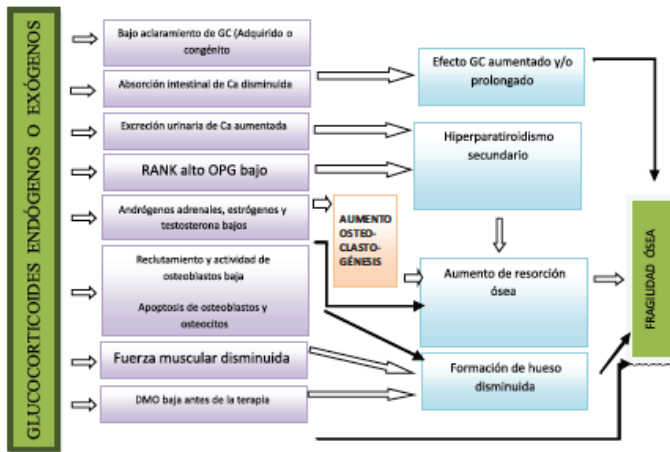 GLUCOCORTICOIDES ENDÓGENOS O EXÓGENOS
Bajo aclaramiento de GC (Adquirido o
congénito
Absorción intestinal de Ca disminuida
Excreción urinaria de Ca aumentada
RANK alto OPG bajo
Andrógenos adrenales, estrógenos y
testosterona bajos
Reclutamiento y actividad de
osteoblastos baja
Apoptosis de osteoblastos y
osteocitos
Fuerza muscular disminuida
DMO baja antes de la terapia
AUMENTO
OSTEO-
CLASTO-
GÉNESIS
Efecto GC aumentado y/o
prolongado
Hiperparatiroidismo
secundario
Aumento de resorción
ósea
Formación de hueso
disminuida
FRAGILIDAD ÓSEA